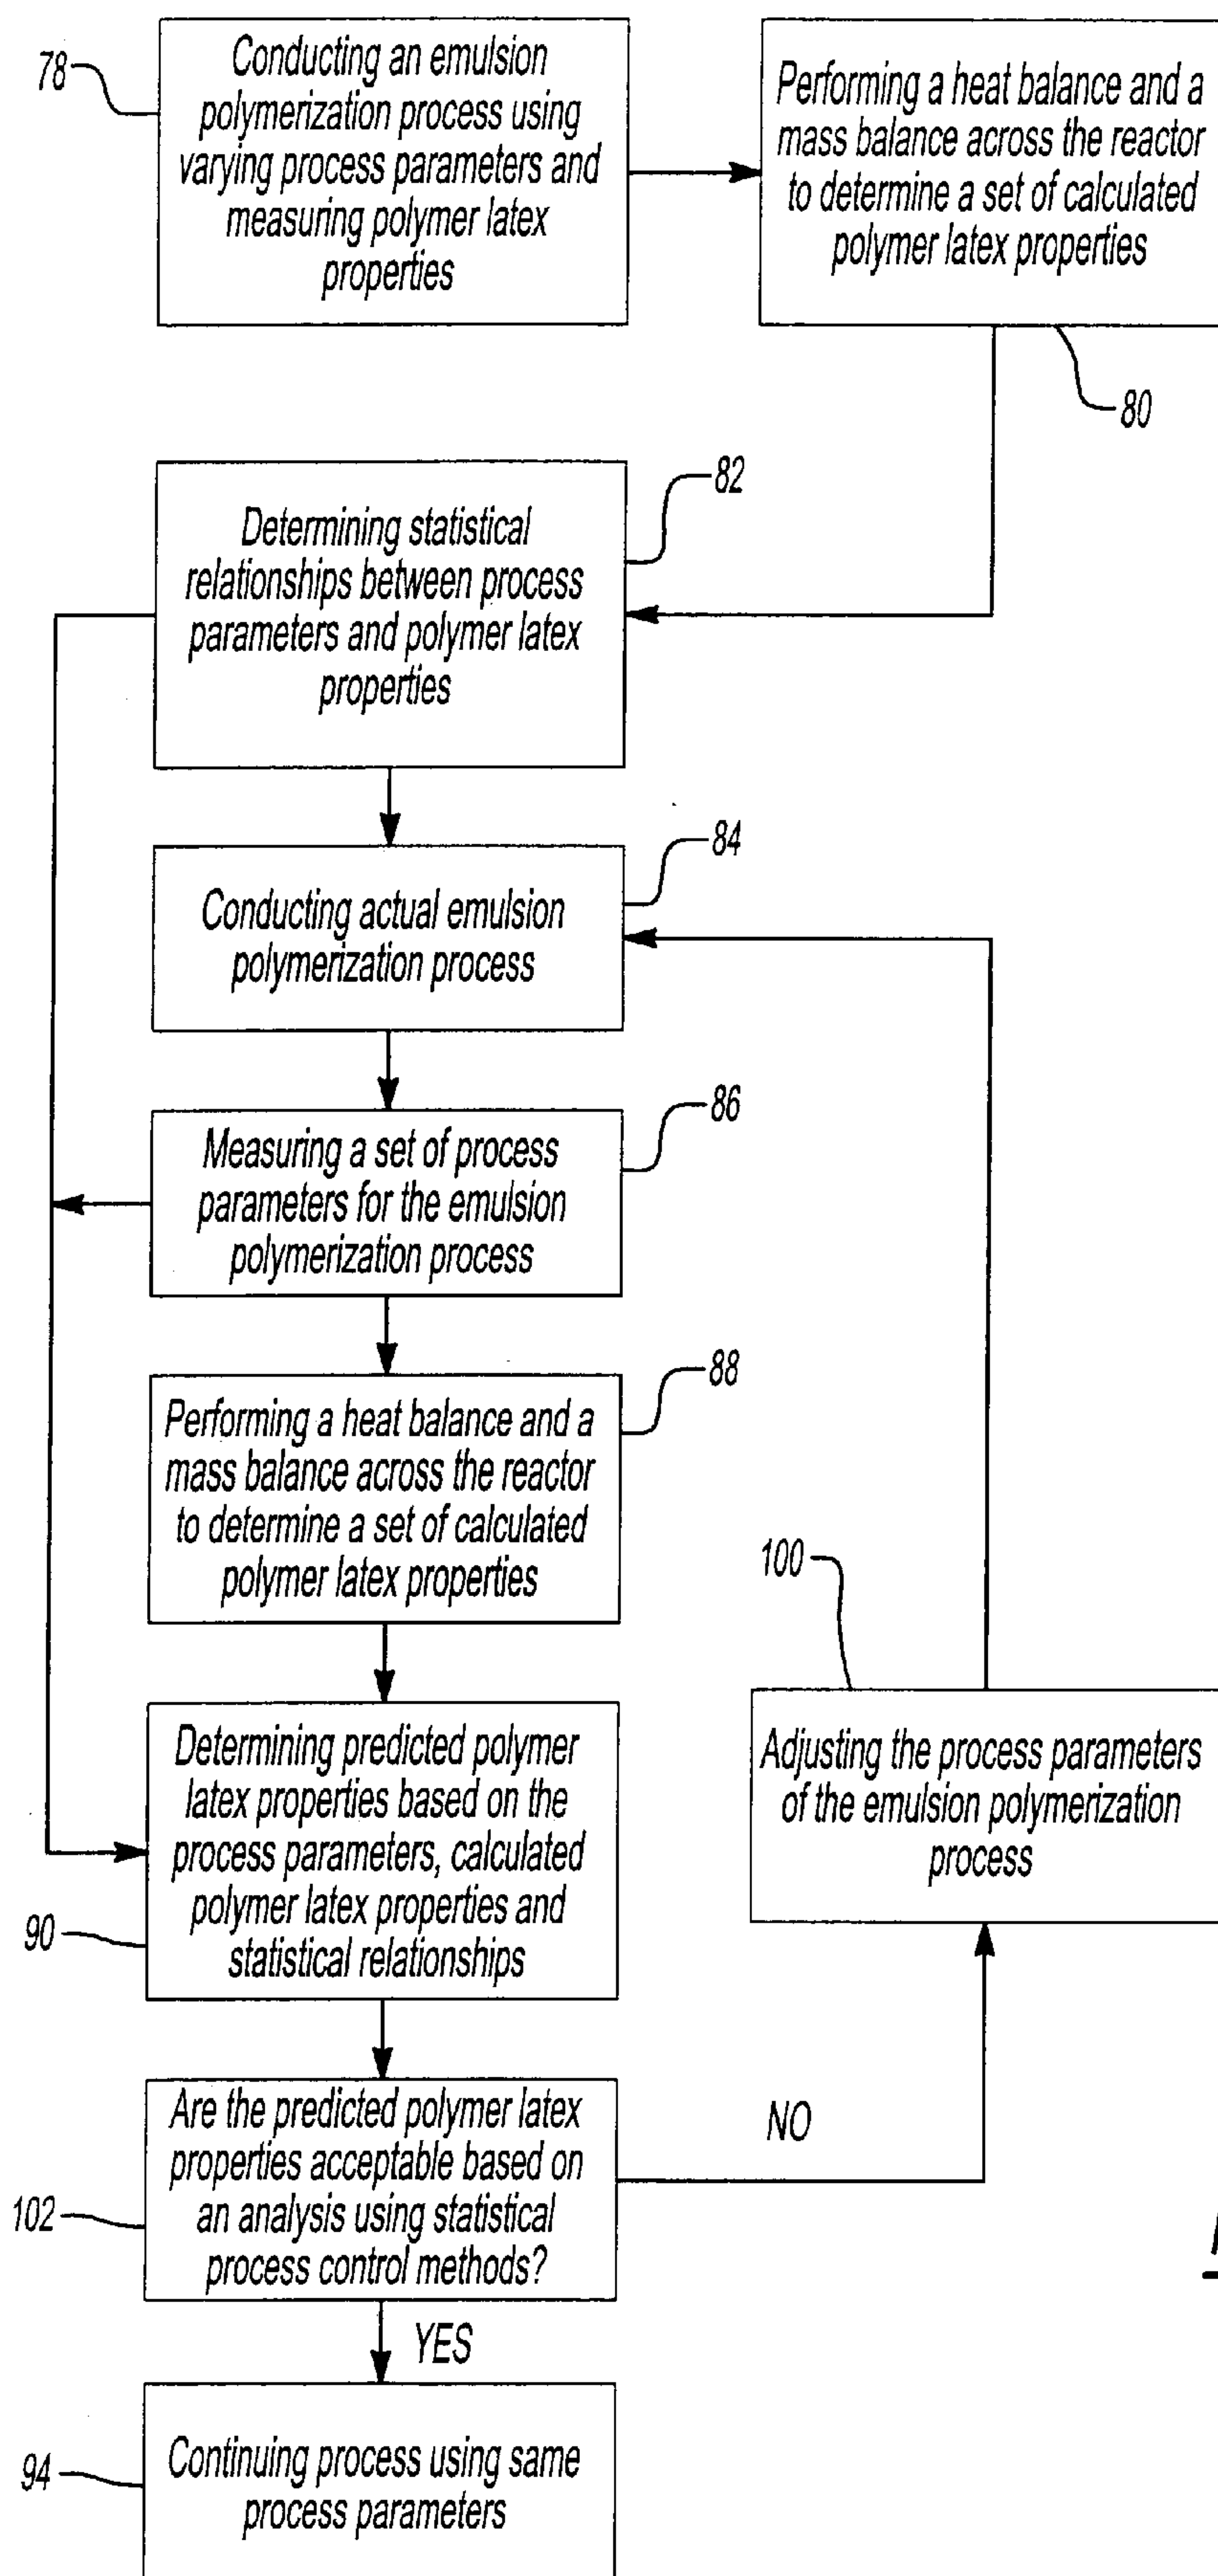 78
Conducting an emulsion
polymerization process using
varying process parameters and
measuring polymer latex
properties
Performing a heat balance and a
mass balance across the reactor
to determine a set of calculated
polymer latex properties
80
82
Determining statistical
relationships between process
parameters and polymer latex
properties
84
Conducting actual emulsion
polymerization process
86
Measuring a set of process
parameters for the emulsion
polymerization process
88
Performing a heat balance and a
mass balance across the reactor
to determine a set of calculated
polymer latex properties
100
Adjusting the process parameters
of the emulsion polymerization
process
Determining predicted polymer
latex properties based on the
process parameters, calculated
polymer latex properties and
statistical relationships
90
Are the predicted polymer latex
properties acceptable based on
an analysis using statistical
process control methods?
102
NO
YES
94
Continuing process using same
process parameters